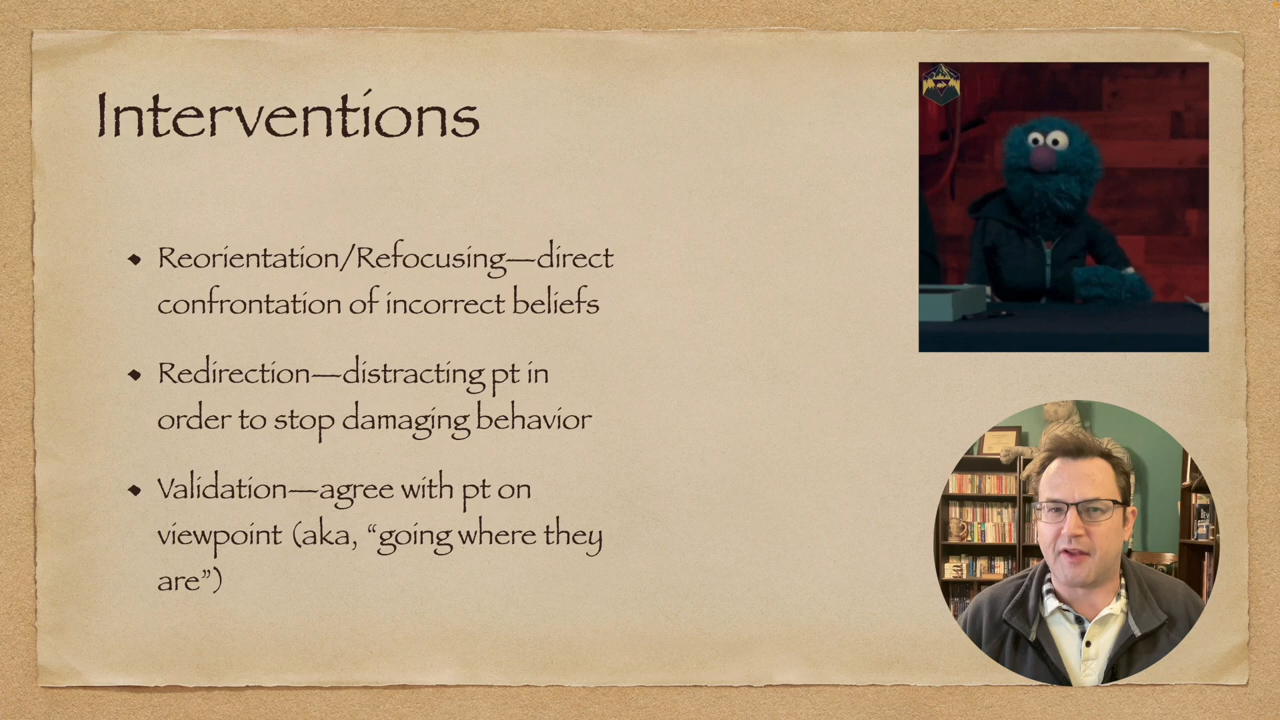 Interventions
Reorientation/Refocusing—direct
confrontation of incorrect beliefs
Redirection—distracting pt in
order to stop damaging behavior
Validation—agree with pt on
viewpoint (aka, “going where they
are”)